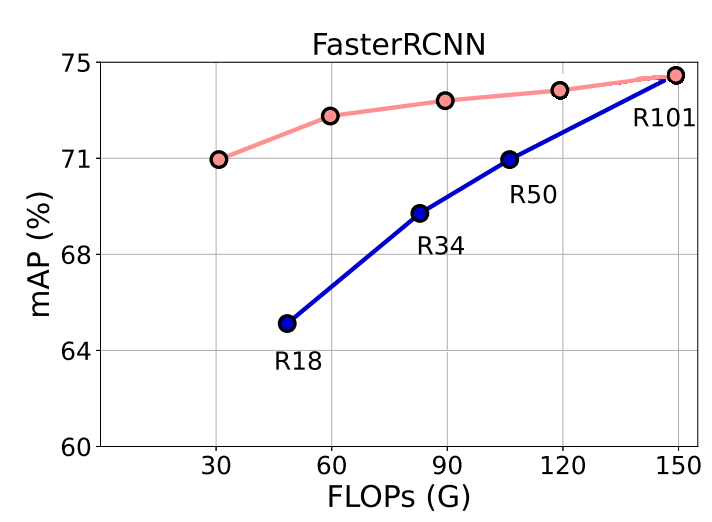 FasterRCNN
75
71
68
64
60
mAP (%)
R101
R50
R34
R18
30 60 90 120 150
FLOPs (G)